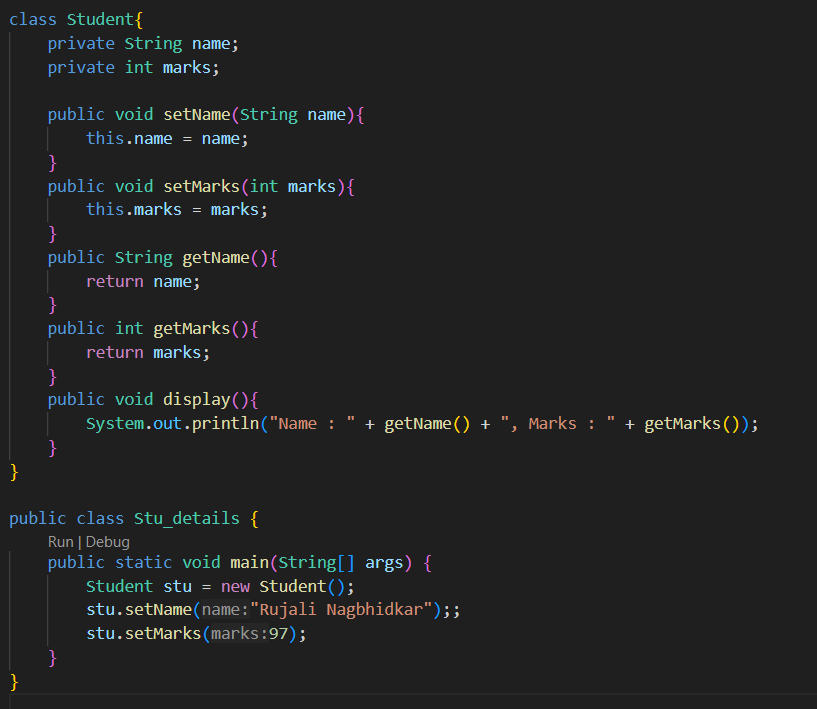 class Student{
    private String name;
    private int marks;

    public void setName(String name){
        this.name = name;
    }
    public void setMarks(int marks){
        this.marks = marks;
    }
    public String getName(){
        return name;
    }
    public int getMarks(){
        return marks;
    }
    public void display(){
        System.out.println("Name : " + getName() + ", Marks : " + getMarks());
    }
}

public class Stu_details {
    Run | Debug
    public static void main(String[] args) {
        Student stu = new Student();
        stu.setName(name:"Rujali Nagbhidkar");;
        stu.setMarks(marks:97);
    }
}